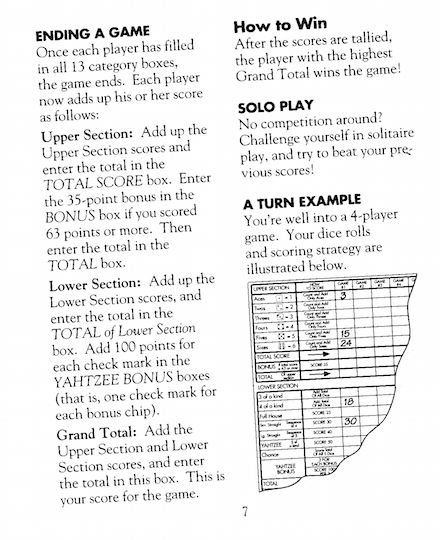 ENDING A GAME
Once each player has filled
in all 13 category boxes,
the game ends. Each player
now adds up his or her score
as follows:
Upper Section: Add up the
Upper Section scores and
enter the total in the
TOTAL SCORE box. Enter
the 35-point bonus in the
BONUS box if you scored
63 points or more. Then
enter the total in the
TOTAL box.
Lower Section: Add up the
Lower Section scores, and
enter the total in the
TOTAL of Lower Section
box. Add 100 points for
each check mark in the
YAHTZEE BONUS boxes
(that is, one check mark for
each bonus chip).
Grand Total: Add the
Upper Section and Lower
Section scores, and enter
the total in this box. This is
your score for the game.
How to Win
After the scores are tallied,
the player with the highest
Grand Total wins the game!
SOLO PLAY
No competition around?
Challenge yourself in solitaire
play, and try to beat your pre-
vious scores!
A TURN EXAMPLE
You're well into a 4-player
game. Your dice rolls
and scoring strategy are
illustrated below.
UPPER SECTION HOW TO SCORE GAME #1 GAME #2 GAME #3 GAME #4
Aces = 1 Count and Add Only Aces 3
Twos = 2 Count and Add Only Twos
Threes = 3 Count and Add Only Threes
Fours = 4 Count and Add Only Fours
Fives = 5 Count and Add Only Fives 15
Sixes = 6 Count and Add Only Sixes 24
TOTAL SCORE
BONUS SCORE 35
TOTAL
LOWER SECTION
3 of a kind Add Total Of All Dice
4 of a kind Add Total Of All Dice 18
Full House SCORE 25
Sm. Straight Sequence of 4 SCORE 30 30
Lg. Straight Sequence of 5 SCORE 40
YAHTZEE SCORE 50
Chance Score Total Of All 5 Dice
YAHTZEE BONUS FOR EACH BONUS
SCORE 100
TOTAL
7